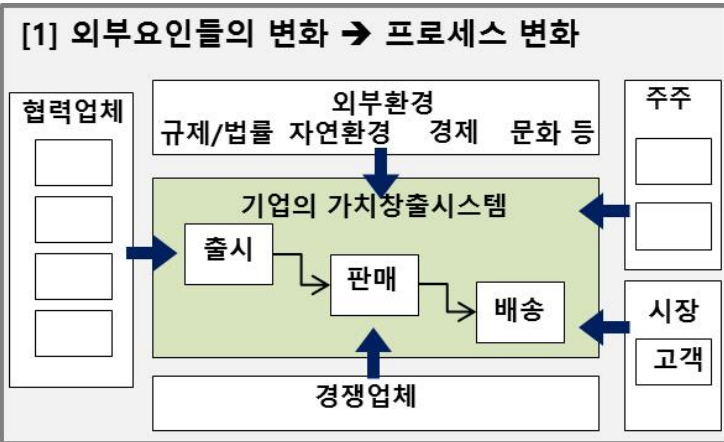 [1] 외부요인들의 변화 → 프로세스 변화
협력업체
외부환경
규제/법률 자연환경 경제 문화 등
주주
기업의 가치창출시스템
출시
판매
배송
시장
고객
경쟁업체